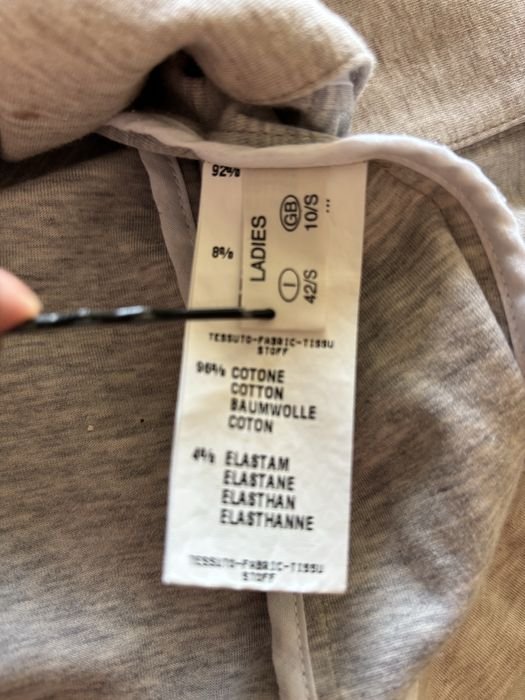 92%
8%
LADIES
GB
10/S
I
42/S
TESSUTO-FABRIC-TISSU
STOFF
96% COTONE
COTTON
BAUMWOLLE
COTON
4% ELASTAM
ELASTANE
ELASTHAN
ELASTHANNE
TESSUTO-FABRIC-TISSU
STOFF